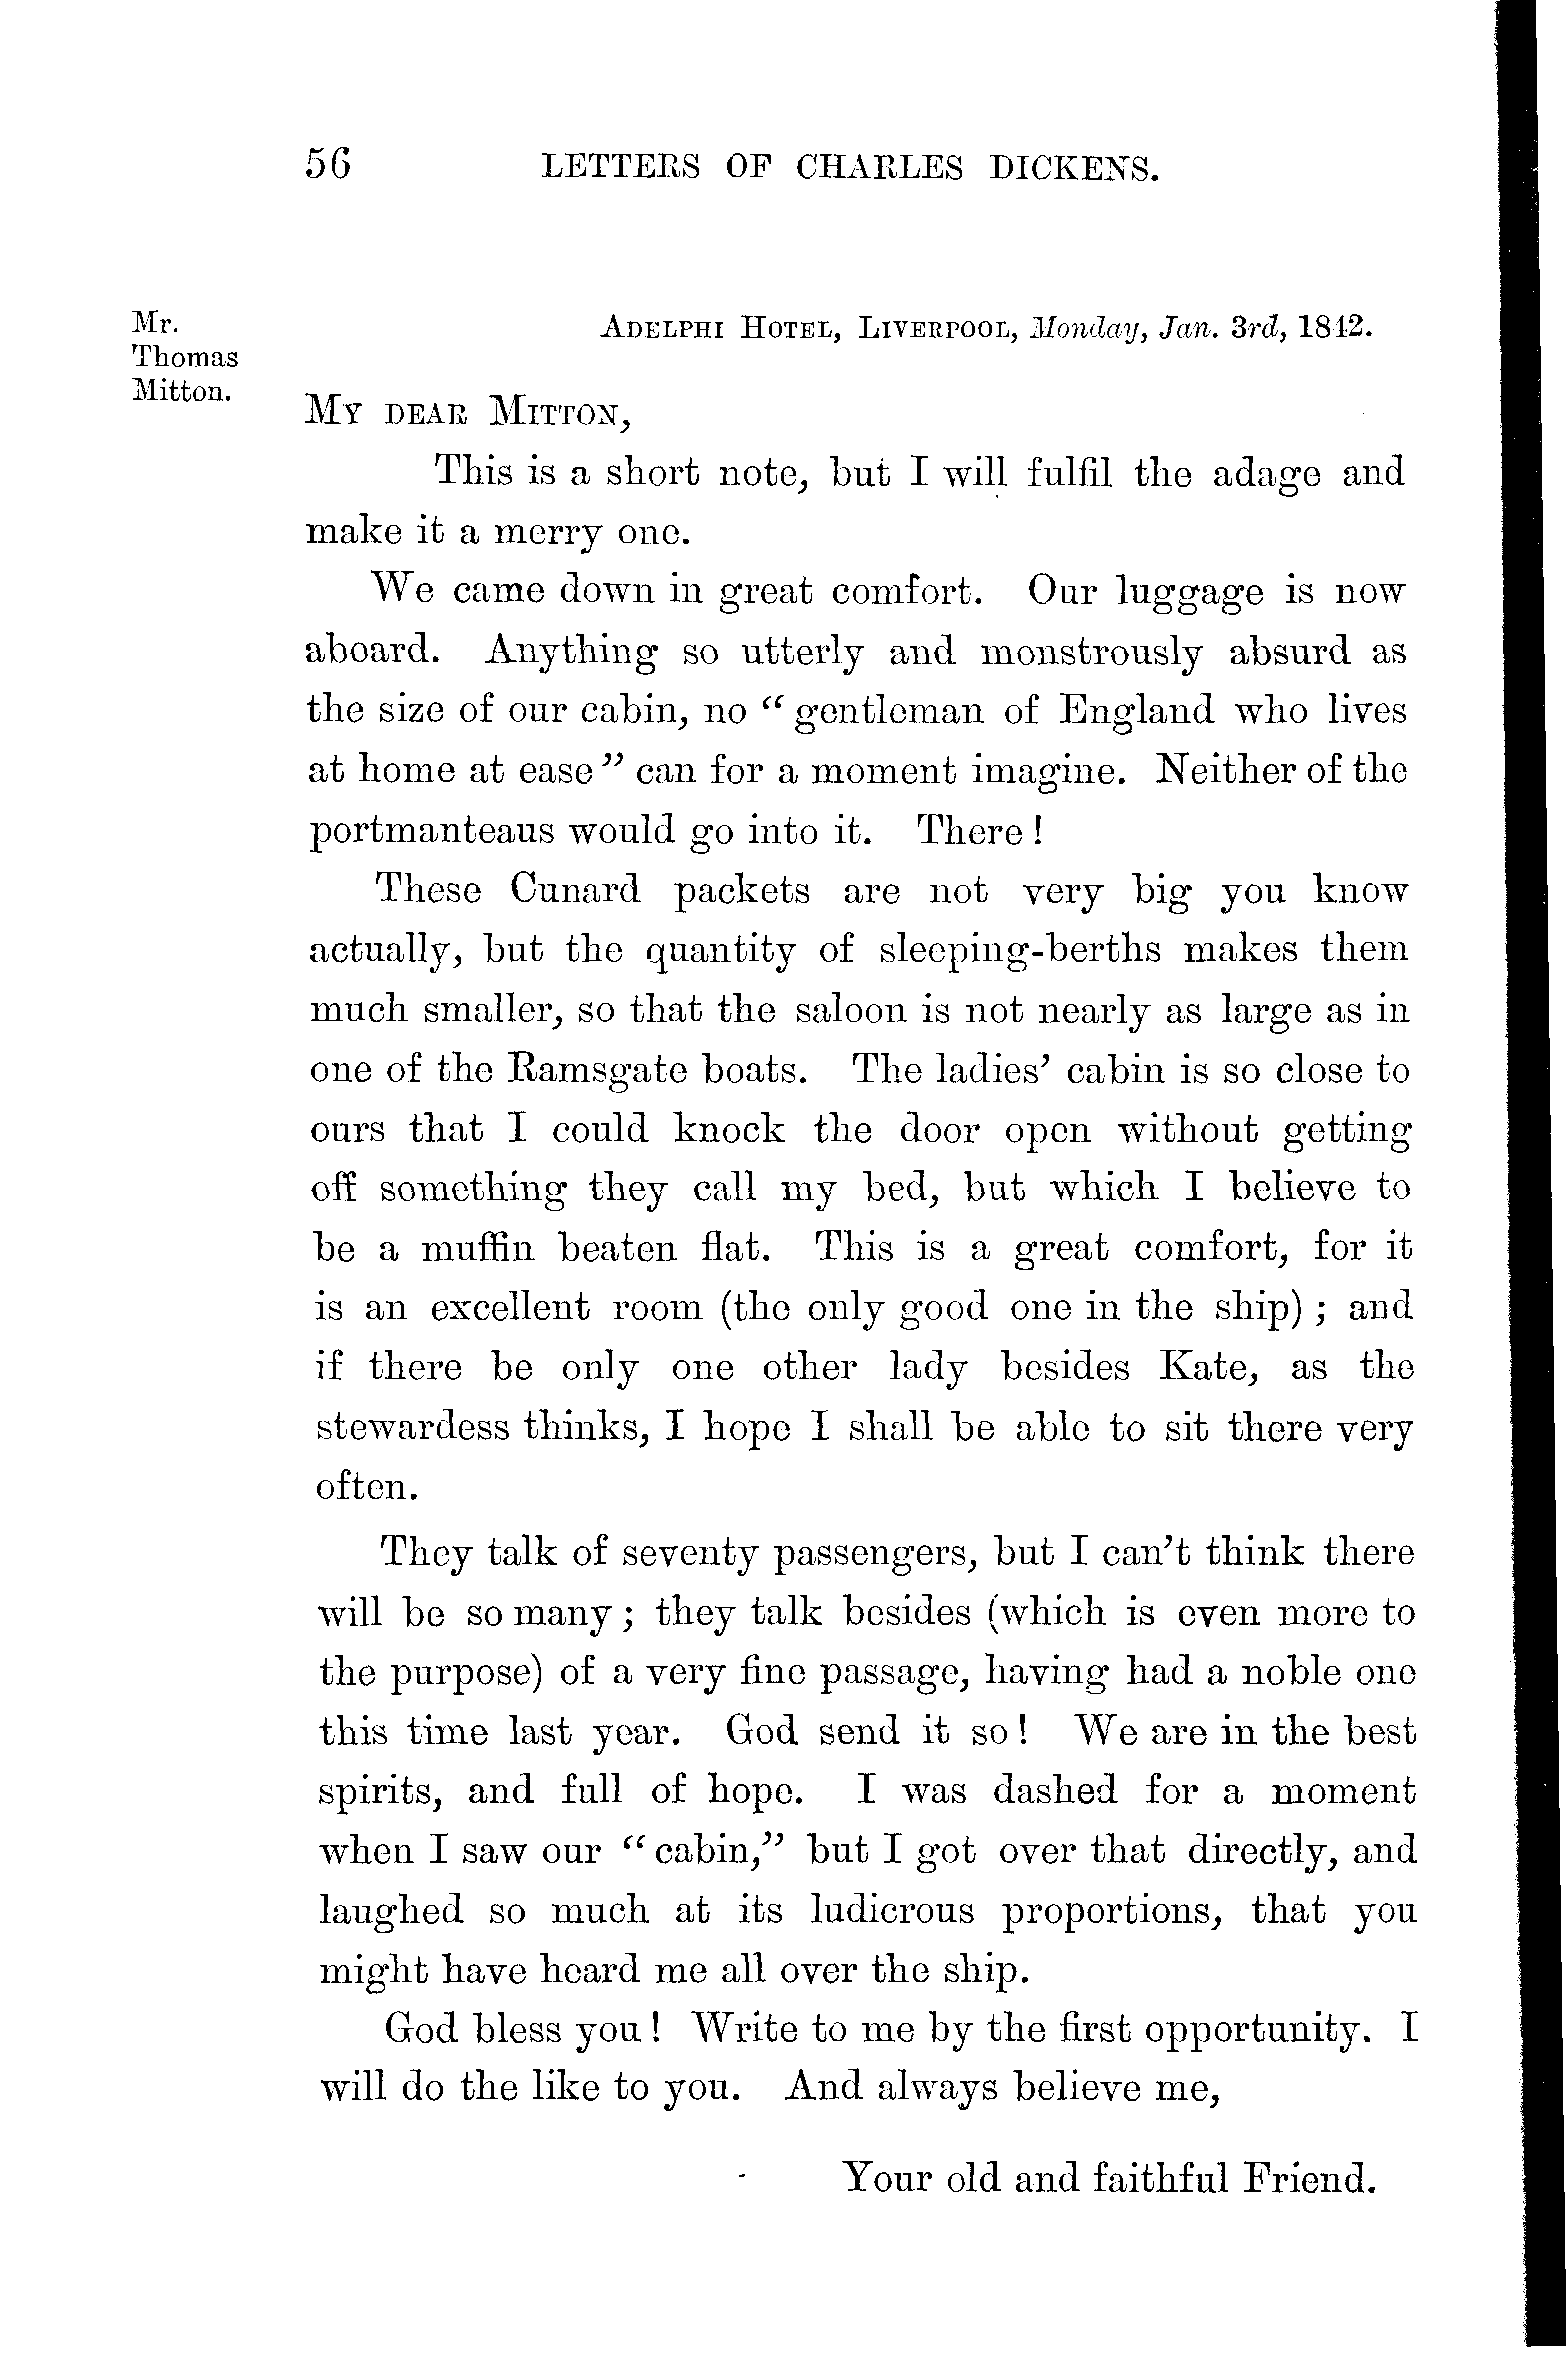 56 LETTERS OF CHARLES DICKENS.
Mr.
Thomas
Mitton.
ADELPHI HOTEL, LIVERPOOL, Monday, Jan. 3rd, 1842.
MY DEAR MITTON,
This is a short note, but I will fulfil the adage and
make it a merry one.
We came down in great comfort. Our luggage is now
aboard. Anything so utterly and monstrously absurd as
the size of our cabin, no “gentleman of England who lives
at home at ease” can for a moment imagine. Neither of the
portmanteaus would go into it. There!
These Cunard packets are not very big you know
actually, but the quantity of sleeping-berths makes them
much smaller, so that the saloon is not nearly as large as in
one of the Ramsgate boats. The ladies’ cabin is so close to
ours that I could knock the door open without getting
off something they call my bed, but which I believe to
be a muffin beaten flat. This is a great comfort, for it
is an excellent room (the only good one in the ship); and
if there be only one other lady besides Kate, as the
stewardess thinks, I hope I shall be able to sit there very
often.
They talk of seventy passengers, but I can’t think there
will be so many; they talk besides (which is even more to
the purpose) of a very fine passage, having had a noble one
this time last year. God send it so! We are in the best
spirits, and full of hope. I was dashed for a moment
when I saw our “cabin,” but I got over that directly, and
laughed so much at its ludicrous proportions, that you
might have heard me all over the ship.
God bless you! Write to me by the first opportunity. I
will do the like to you. And always believe me,
Your old and faithful Friend.